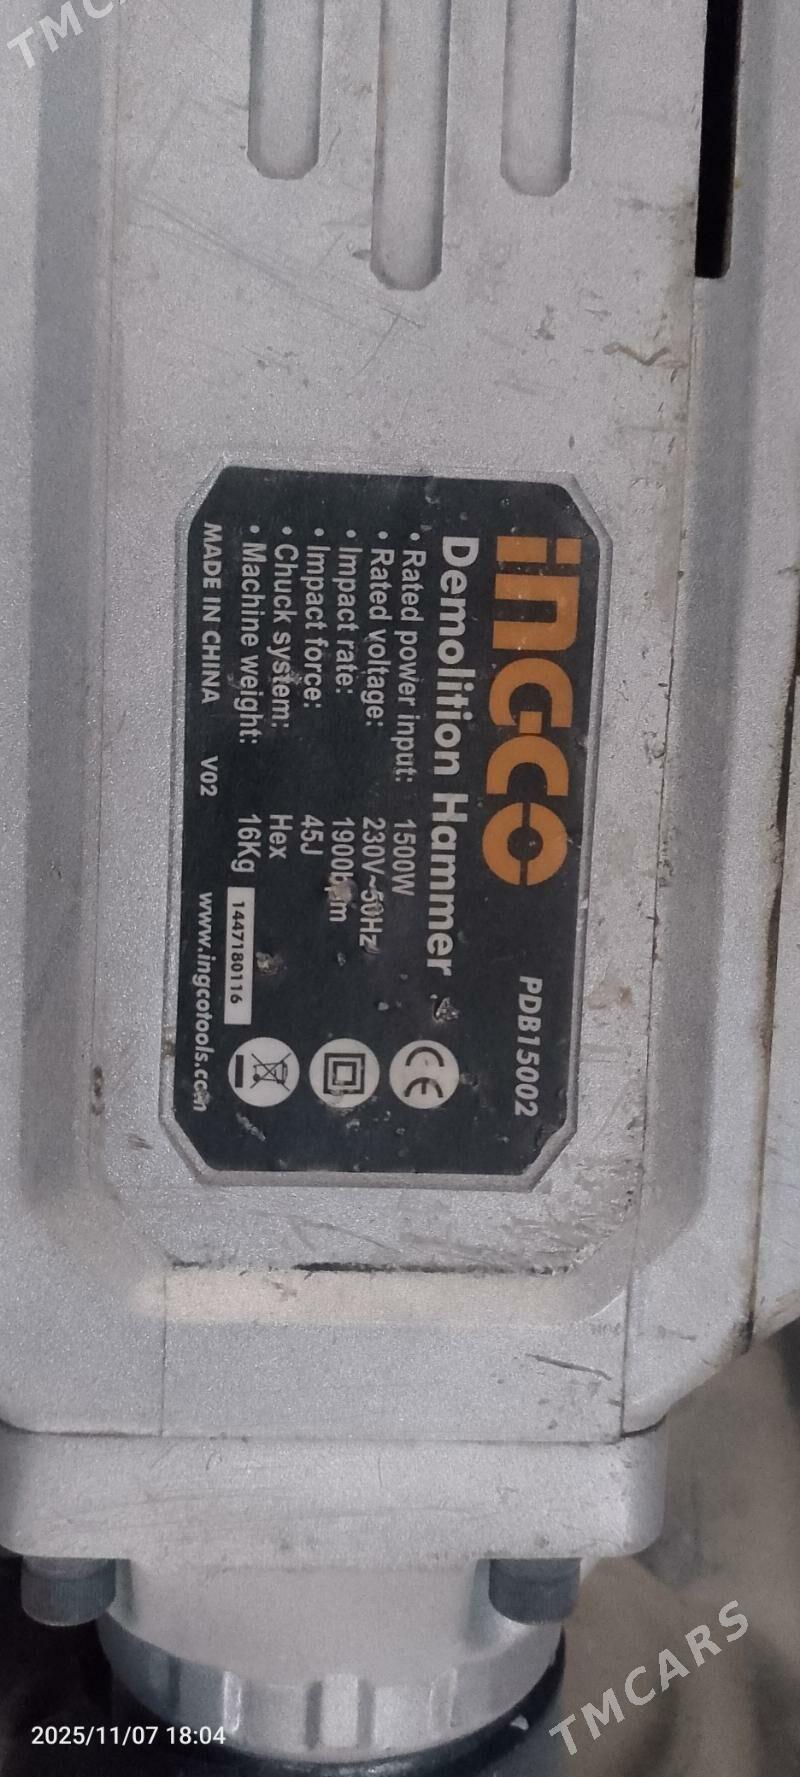 TMCARS
INGCO
PDB15002
Demolition Hammer
• Rated power input: 1500W
• Rated voltage: 230V~50Hz
• Impact rate: 1900bpm
• Impact force: 45J
• Chuck system: Hex
• Machine weight: 16Kg
1447180116
MADE IN CHINA V02 www.ingcotools.com
CE
2025/11/07 18:04
TMCARS